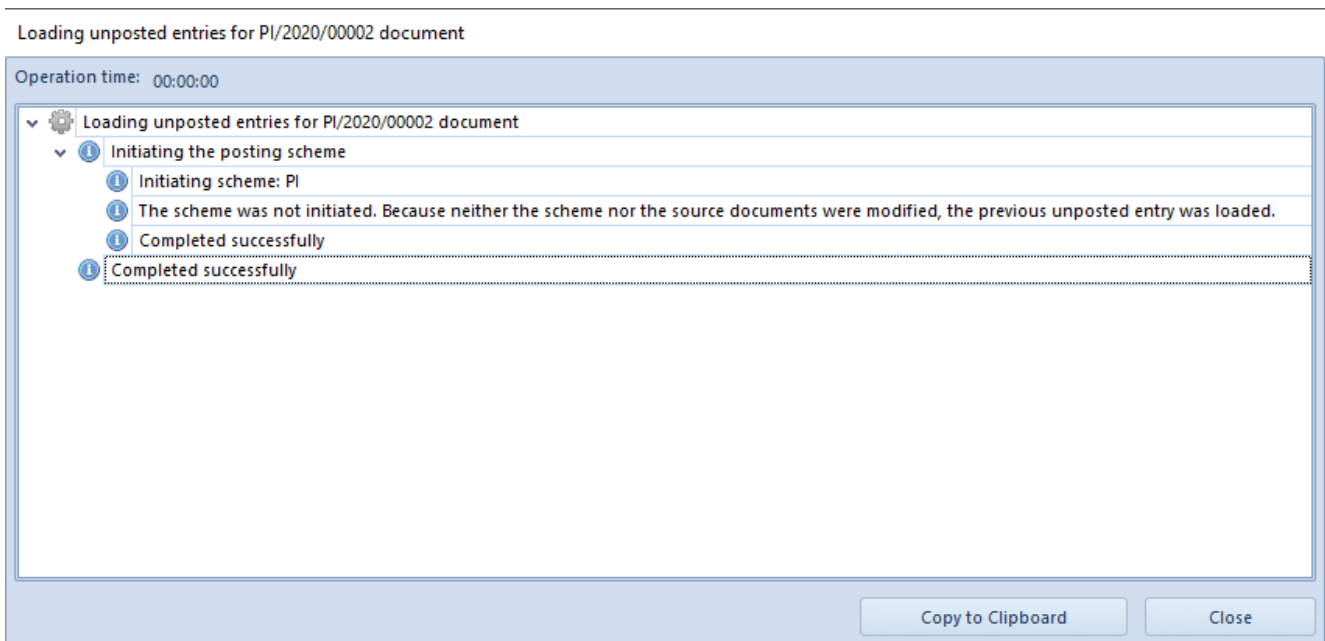 Loading unposted entries for PI/2020/00002 document
Operation time: 00:00:00
Loading unposted entries for PI/2020/00002 document
Initiating the posting scheme
Initiating scheme: PI
The scheme was not initiated. Because neither the scheme nor the source documents were modified, the previous unposted entry was loaded.
Completed successfully
Completed successfully
Copy to Clipboard Close